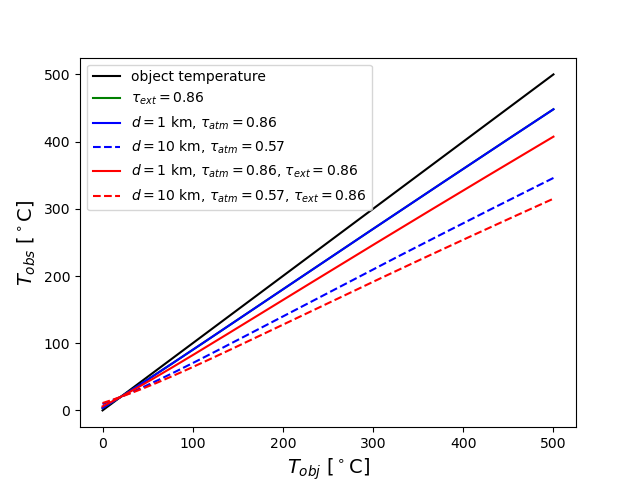 object temperature
τ_ext = 0.86
d = 1 km, τ_atm = 0.86
d = 10 km, τ_atm = 0.57
d = 1 km, τ_atm = 0.86, τ_ext = 0.86
d = 10 km, τ_atm = 0.57, τ_ext = 0.86
500
400
300
200
100
0
T_obs [°C]
0 100 200 300 400 500
T_obj [°C]